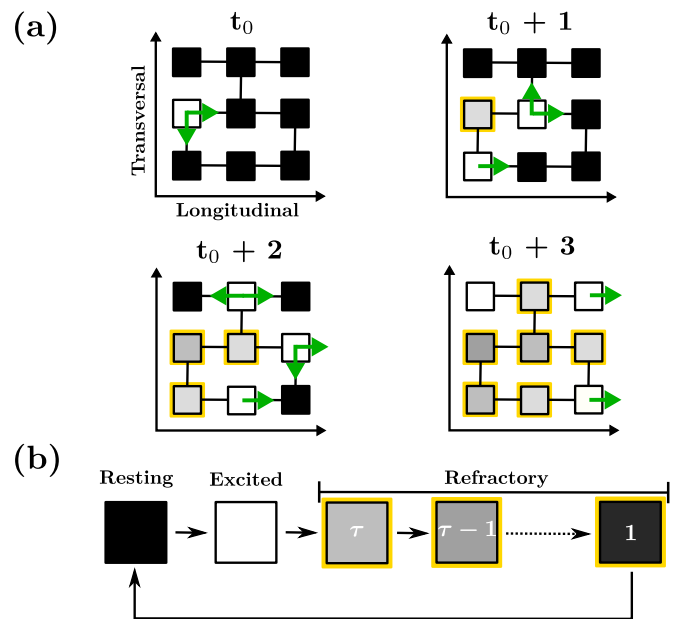 (a)
t₀
t₀ + 1
Transversal
Longitudinal
t₀ + 2
t₀ + 3
(b)
Resting
Excited
Refractory
τ
τ − 1
1